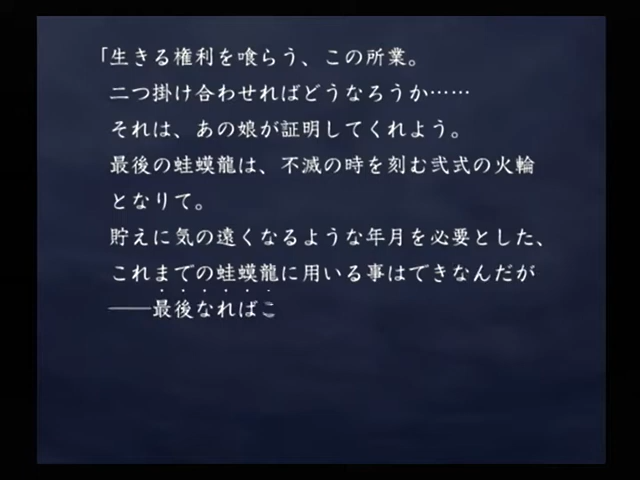 「生きる権利を喰らう、この所業。
二つ掛け合わせればどうなろうか……
それは、あの娘が証明してくれよう。
最後の蛙蟆龍は、不滅の時を刻む弐式の火輪
となりて。
貯えに気の遠くなるような年月を必要とした、
これまでの蛙蟆龍に用いる事はできなんだが
──最後なればこ